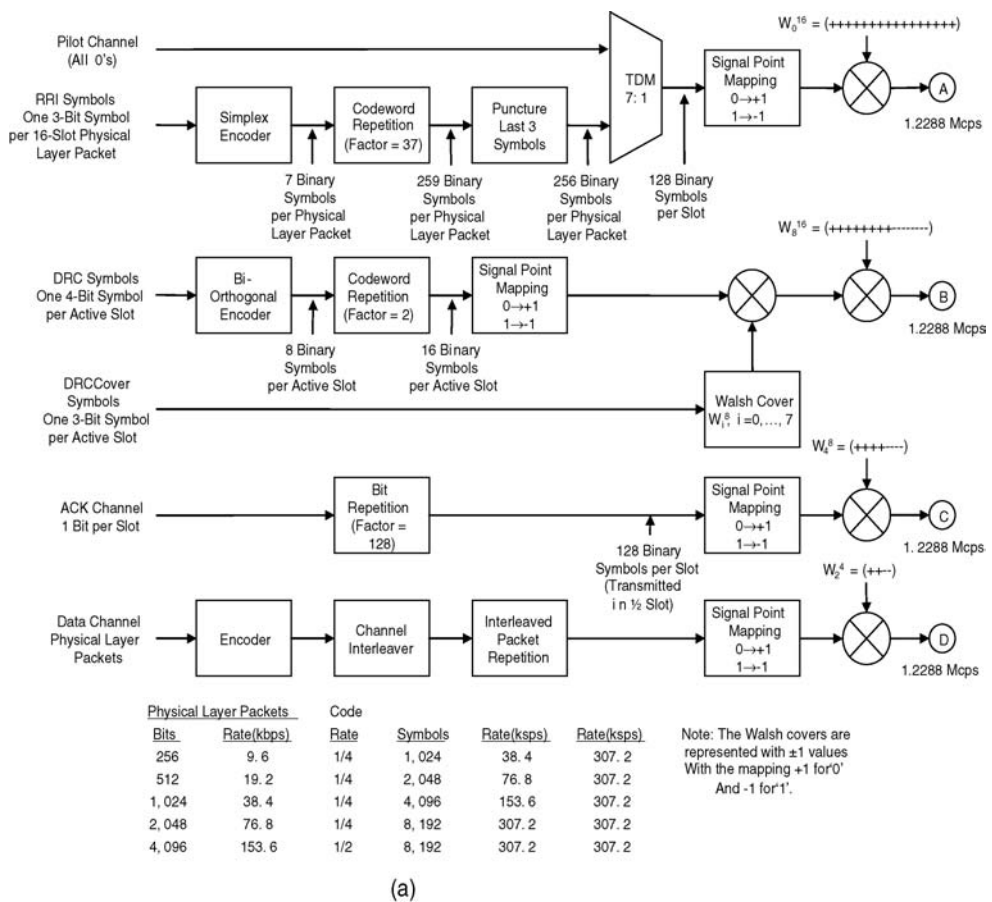 Pilot Channel
(All 0's)
RRI Symbols
One 3-Bit Symbol
per 16-Slot Physical
Layer Packet
Simplex
Encoder
Codeword
Repetition
(Factor = 37)
Puncture
Last 3
Symbols
TDM
7: 1
Signal Point
Mapping
0→+1
1→-1
W₀¹⁶ = (++++++++++++++++)
A
1.2288 Mcps
7 Binary
Symbols
per Physical
Layer Packet
259 Binary
Symbols
per Physical
Layer Packet
256 Binary
Symbols
per Physical
Layer Packet
128 Binary
Symbols
per Slot
DRC Symbols
One 4-Bit Symbol
per Active Slot
Bi-
Orthogonal
Encoder
Codeword
Repetition
(Factor = 2)
Signal Point
Mapping
0→+1
1→-1
W₈¹⁶ = (++++++++--------)
B
1.2288 Mcps
8 Binary
Symbols
per Active Slot
16 Binary
Symbols
per Active Slot
DRCCover
Symbols
One 3-Bit Symbol
per Active Slot
Walsh Cover
Wᵢ⁸, i =0,…, 7
ACK Channel
1 Bit per Slot
Bit
Repetition
(Factor =
128)
128 Binary
Symbols per Slot
(Transmitted
i n ½ Slot)
Signal Point
Mapping
0→+1
1→-1
W₄⁸ = (++++----)
C
1. 2288 Mcps
Data Channel
Physical Layer
Packets
Encoder
Channel
Interleaver
Interleaved
Packet
Repetition
Signal Point
Mapping
0→+1
1→-1
W₂⁴ = (++--)
D
1.2288 Mcps
Physical Layer Packets Code
Bits Rate(kbps) Rate Symbols Rate(ksps) Rate(ksps)
256 9. 6 1/4 1, 024 38. 4 307. 2
512 19. 2 1/4 2, 048 76. 8 307. 2
1, 024 38. 4 1/4 4, 096 153. 6 307. 2
2, 048 76. 8 1/4 8, 192 307. 2 307. 2
4, 096 153. 6 1/2 8, 192 307. 2 307. 2
Note: The Walsh covers are
represented with ±1 values
With the mapping +1 for‘0’
And -1 for‘1’.
(a)